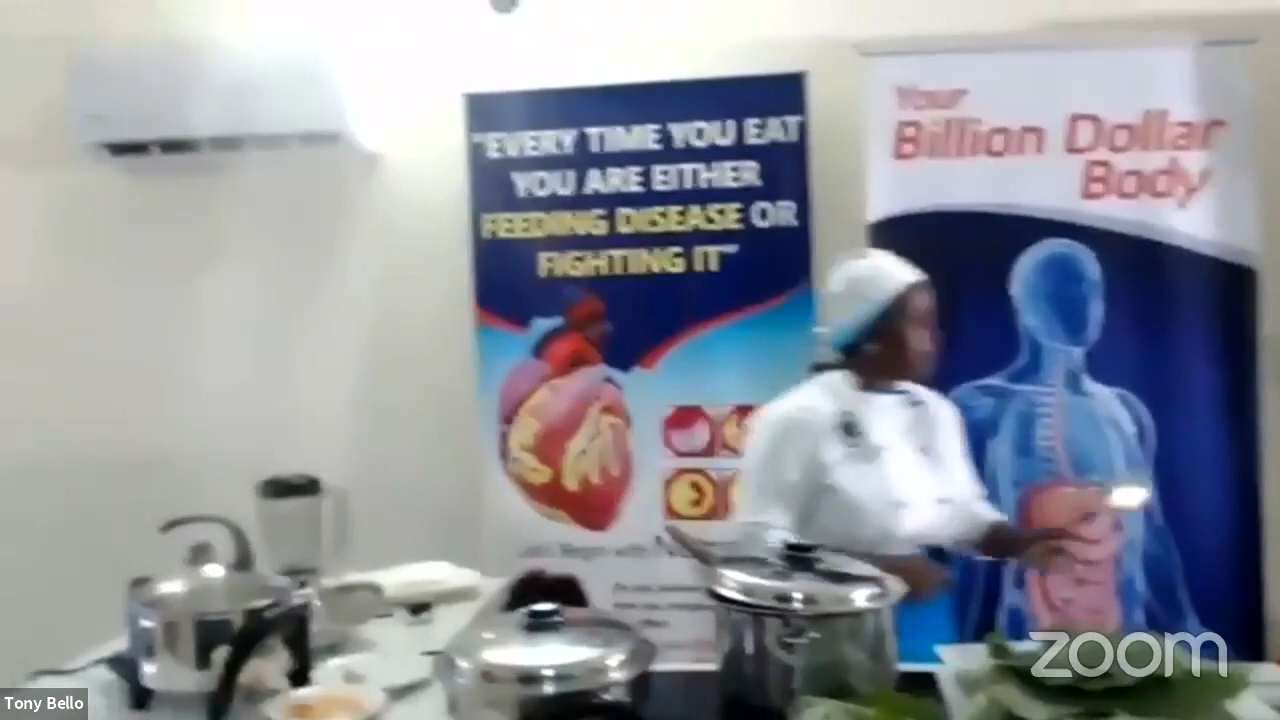 "EVERY TIME YOU EAT
YOU ARE EITHER
FEEDING DISEASE OR
FIGHTING IT"
Your
Billion Dollar
Body
zoom
Tony Bello